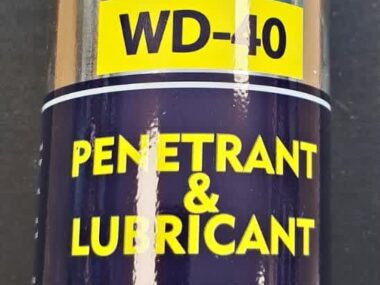 WD-40
PENETRANT
&
LUBRICANT